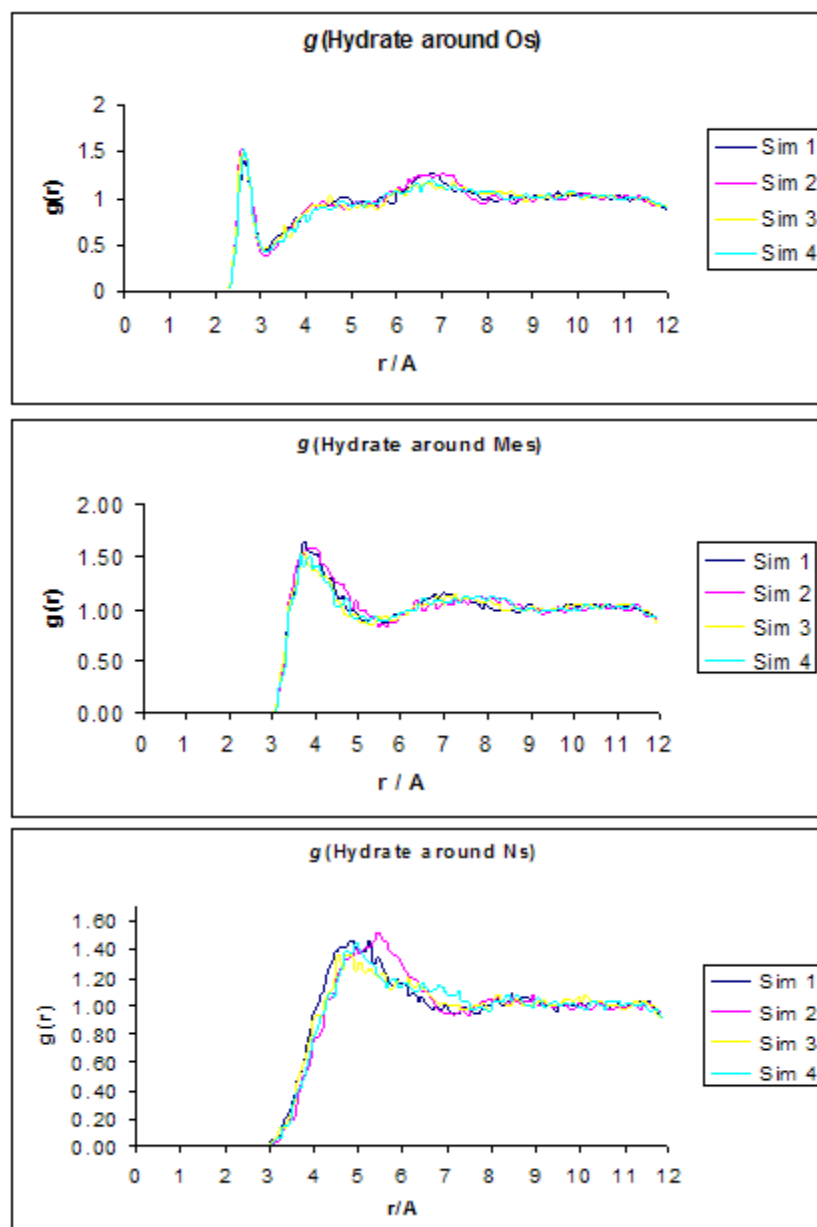 g(Hydrate around Os)
g(r)
2
1.5
1
0.5
0
0 1 2 3 4 5 6 7 8 9 10 11 12
r / A
Sim 1
Sim 2
Sim 3
Sim 4
g(Hydrate around Mes)
g(r)
2.00
1.50
1.00
0.50
0.00
0 1 2 3 4 5 6 7 8 9 10 11 12
r / A
Sim 1
Sim 2
Sim 3
Sim 4
g(Hydrate around Ns)
g(r)
1.60
1.40
1.20
1.00
0.80
0.60
0.40
0.20
0.00
0 1 2 3 4 5 6 7 8 9 10 11 12
r/A
Sim 1
Sim 2
Sim 3
Sim 4